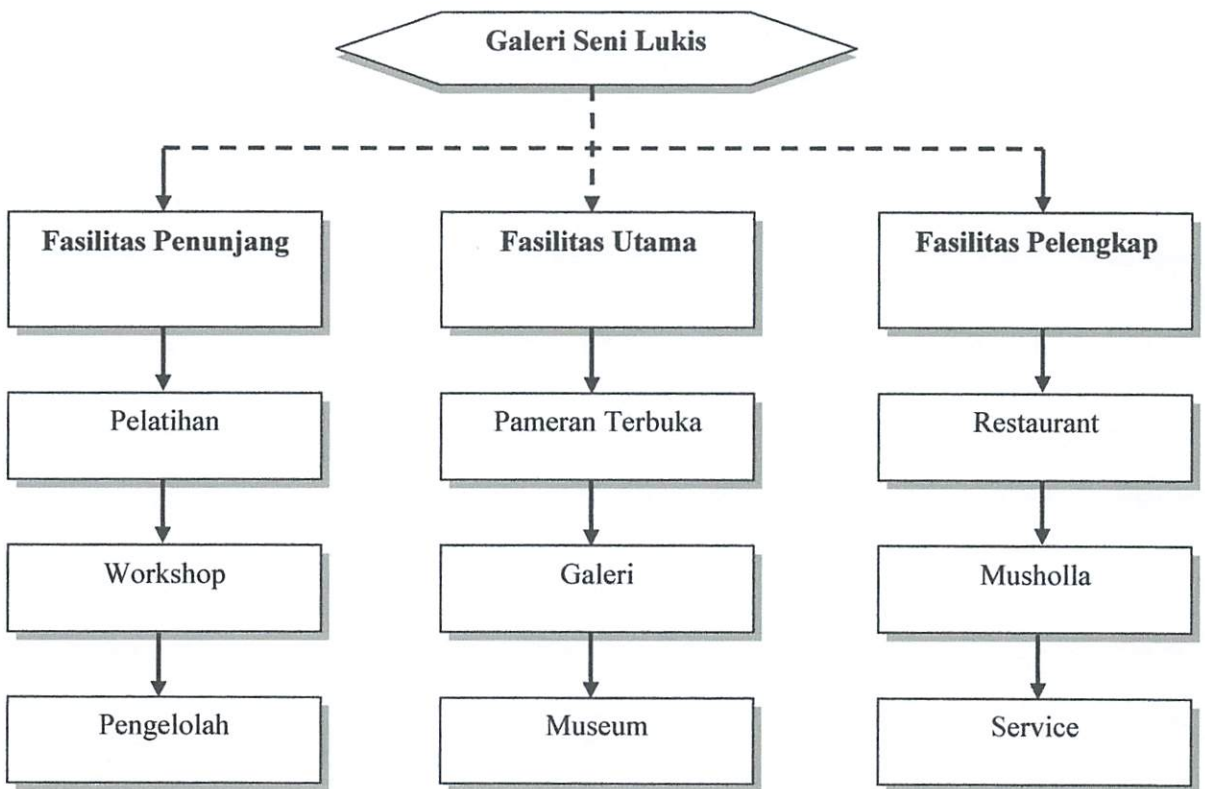 Galeri Seni Lukis
Fasilitas Penunjang
Fasilitas Utama
Fasilitas Pelengkap
Pelatihan
Pameran Terbuka
Restaurant
Workshop
Galeri
Musholla
Pengelolah
Museum
Service